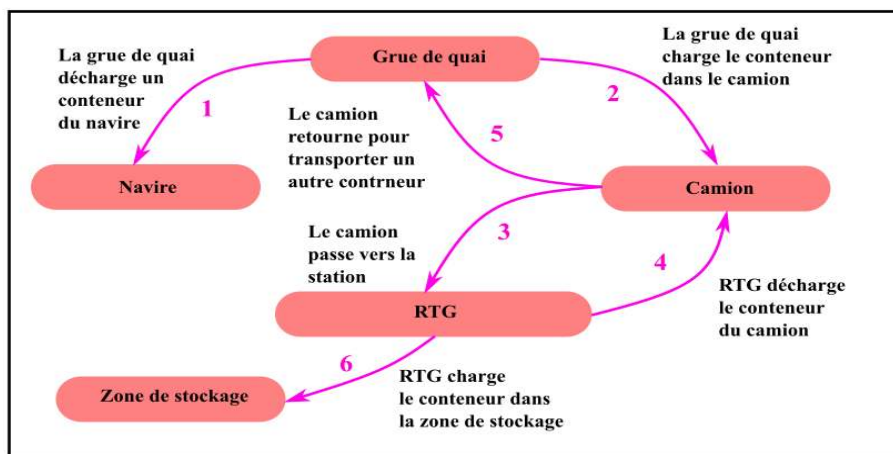 La grue de quai
décharge un
conteneur
du navire
1
Grue de quai
La grue de quai
charge le conteneur
dans le camion
2
Le camion
retourne pour
transporter un
autre contrneur
5
Navire
Camion
Le camion
passe vers la
station
3
4
RTG
RTG décharge
le conteneur
du camion
6
Zone de stockage
RTG charge
le conteneur dans
la zone de stockage